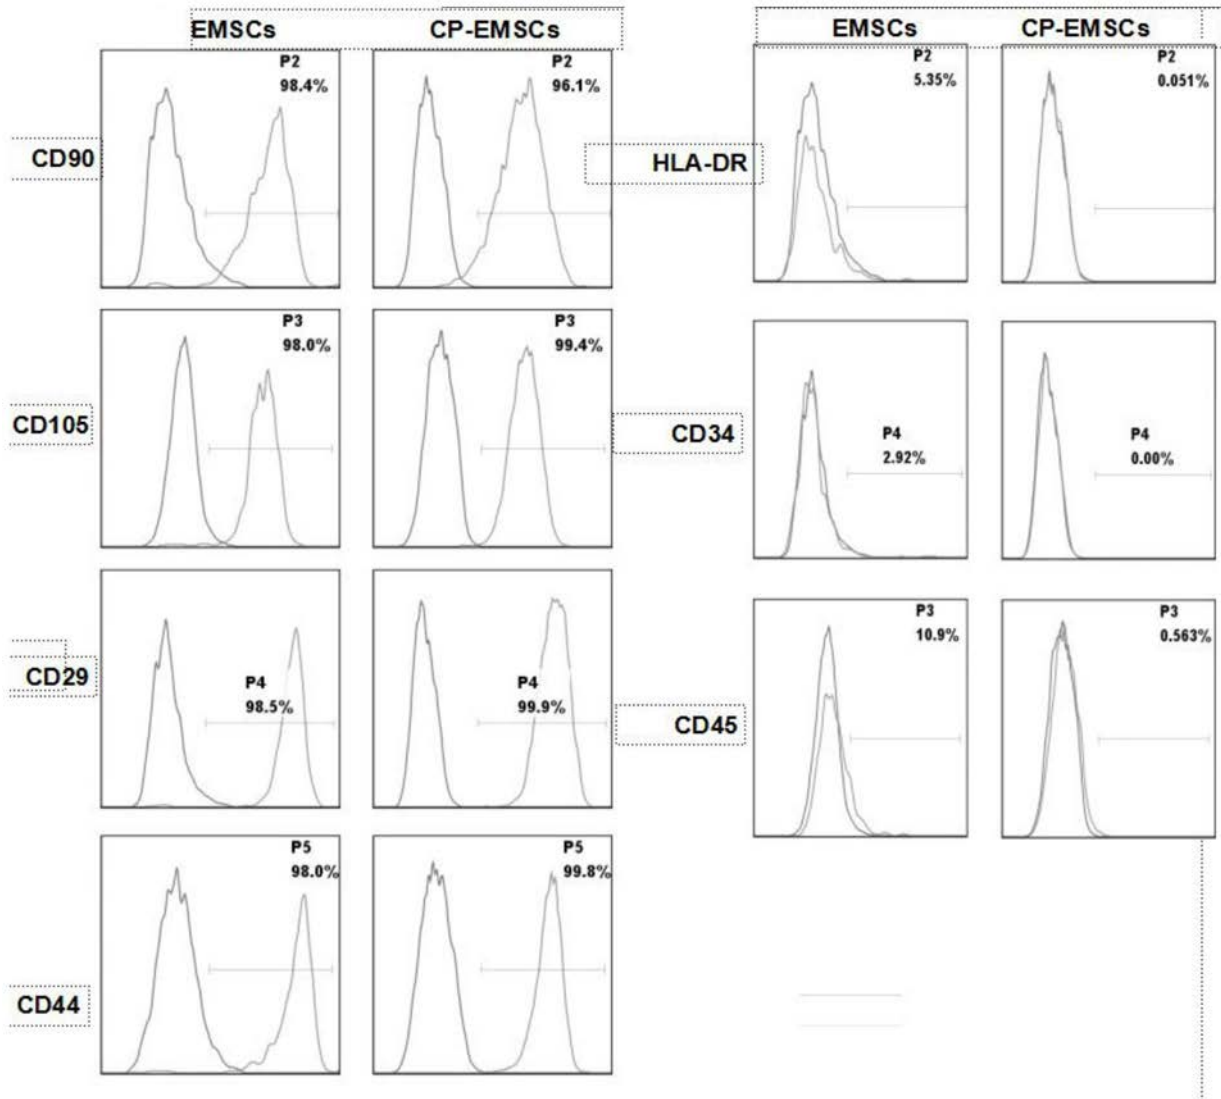 EMSCs CP-EMSCs
CD90
P2
98.4%
P2
96.1%
CD105
P3
98.0%
P3
99.4%
CD29
P4
98.5%
P4
99.9%
CD44
P5
98.0%
P5
99.8%
EMSCs CP-EMSCs
HLA-DR
P2
5.35%
P2
0.051%
CD34
P4
2.92%
P4
0.00%
CD45
P3
10.9%
P3
0.563%